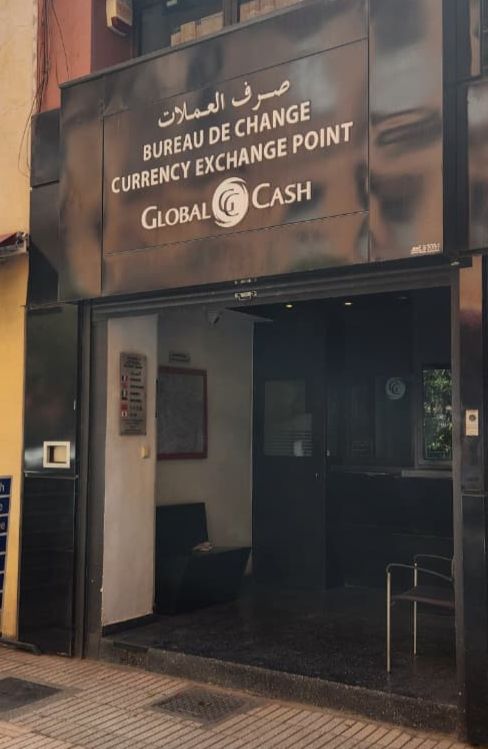 صرف العملات
BUREAU DE CHANGE
CURRENCY EXCHANGE POINT
GLOBAL CASH